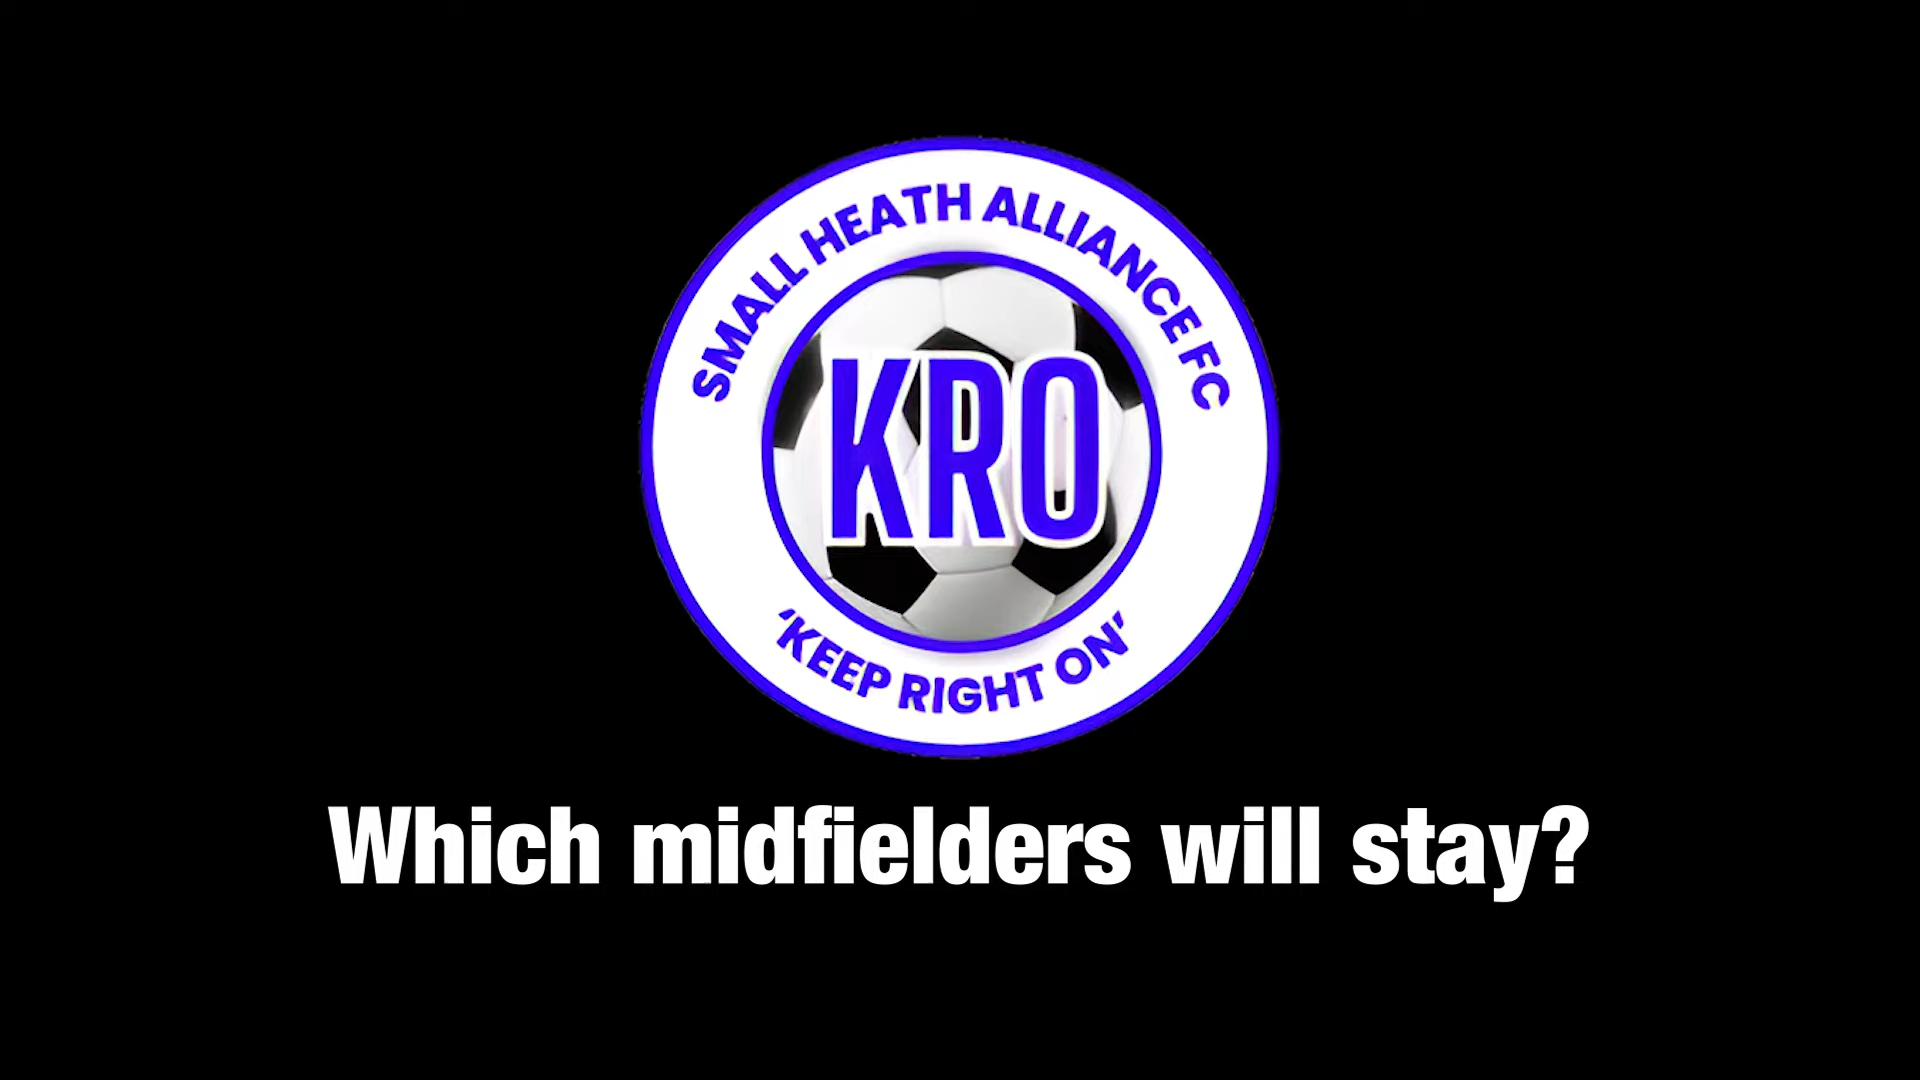 SMALL HEATH ALLIANCE FC
KRO
‘KEEP RIGHT ON’
Which midfielders will stay?